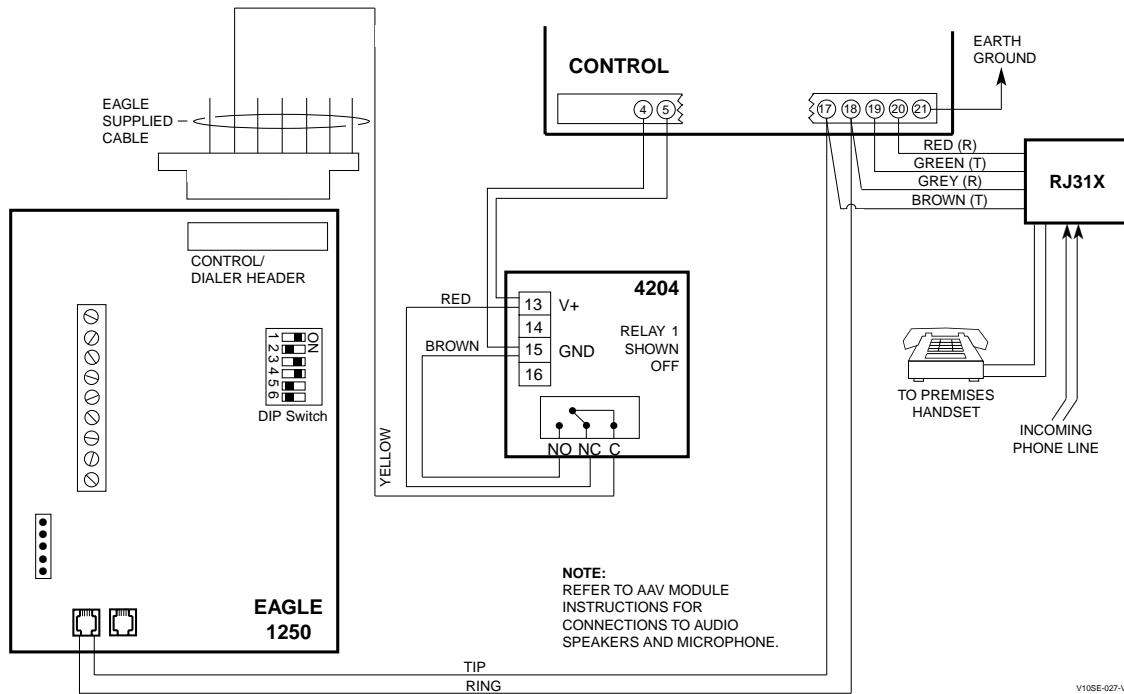 CONTROL
EARTH
GROUND
4 5
17 18 19 20 21
EAGLE
SUPPLIED
CABLE
RED (R)
GREEN (T)
GREY (R)
BROWN (T)
RJ31X
CONTROL/
DIALER HEADER
ON
1
2
3
4
5
6
DIP Switch
4204
RED
13 V+
14
BROWN
15 GND
16
RELAY 1
SHOWN
OFF
NO NC C
YELLOW
TO PREMISES
HANDSET
INCOMING
PHONE LINE
NOTE:
REFER TO AAV MODULE
INSTRUCTIONS FOR
CONNECTIONS TO AUDIO
SPEAKERS AND MICROPHONE.
EAGLE
1250
TIP
RING